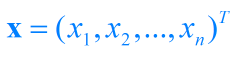 𝐱 = (x₁, x₂, ..., xₙ)ᵀ